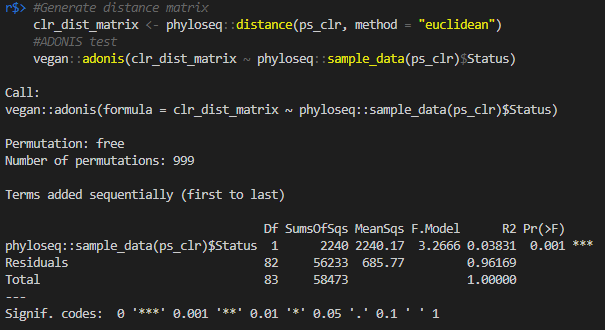 r$> #Generate distance matrix
    clr_dist_matrix <- phyloseq::distance(ps_clr, method = "euclidean")
    #ADONIS test
    vegan::adonis(clr_dist_matrix ~ phyloseq::sample_data(ps_clr)$Status)
Call:
vegan::adonis(formula = clr_dist_matrix ~ phyloseq::sample_data(ps_clr)$Status)
Permutation: free
Number of permutations: 999
Terms added sequentially (first to last)
                                     Df SumsOfSqs MeanSqs F.Model      R2 Pr(>F)
phyloseq::sample_data(ps_clr)$Status  1      2240 2240.17  3.2666 0.03831  0.001 ***
Residuals                            82     56233  685.77         0.96169
Total                                83     58473                 1.00000
---
Signif. codes:  0 '***' 0.001 '**' 0.01 '*' 0.05 '.' 0.1 ' ' 1